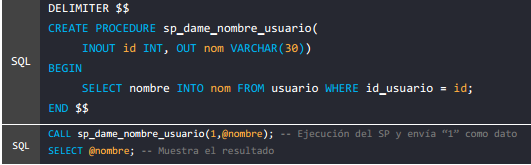 SQL
DELIMITER $$
CREATE PROCEDURE sp_dame_nombre_usuario(
INOUT id INT, OUT nom VARCHAR(30))
BEGIN
SELECT nombre INTO nom FROM usuario WHERE id_usuario = id;
END $$
SQL
CALL sp_dame_nombre_usuario(1,@nombre); -- Ejecución del SP y envía “1” como dato
SELECT @nombre; -- Muestra el resultado